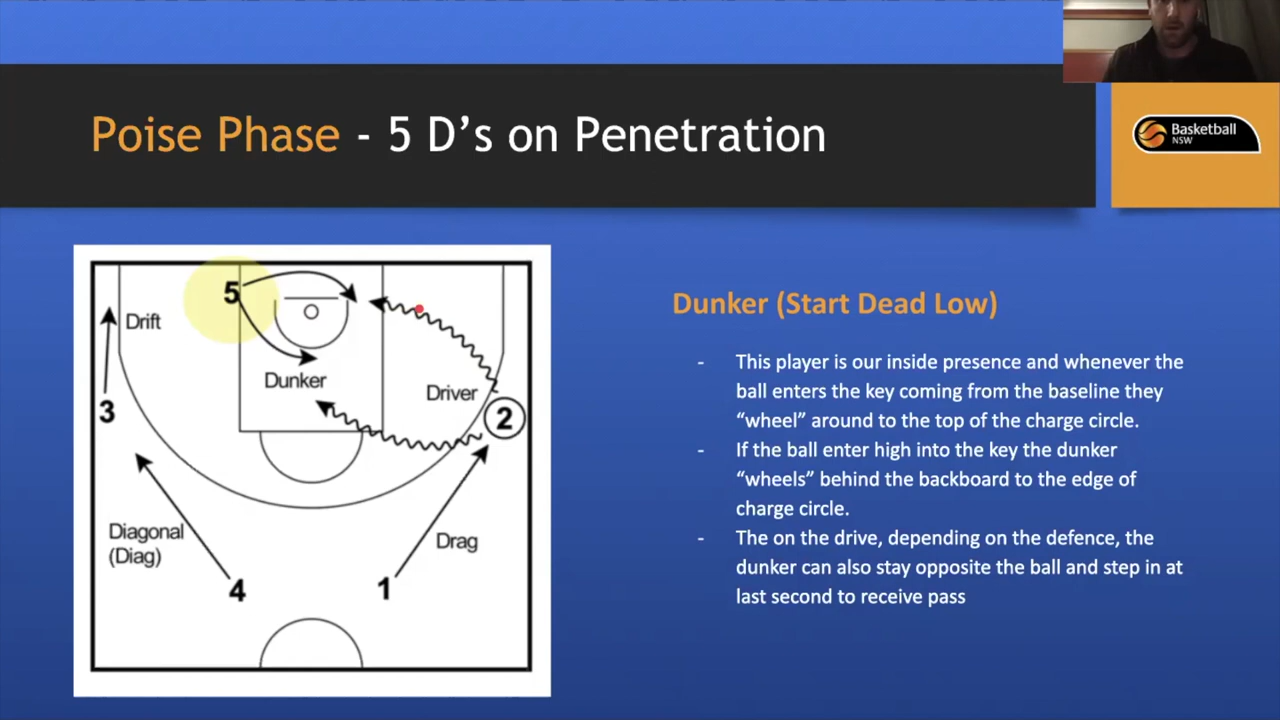 Poise Phase - 5 D's on Penetration
Basketball
NSW
5
Drift
Dunker
Driver
3
2
Diagonal
(Diag)
Drag
4
1
Dunker (Start Dead Low)
- This player is our inside presence and whenever the
ball enters the key coming from the baseline they
“wheel” around to the top of the charge circle.
- If the ball enter high into the key the dunker
“wheels” behind the backboard to the edge of
charge circle.
- The on the drive, depending on the defence, the
dunker can also stay opposite the ball and step in at
last second to receive pass